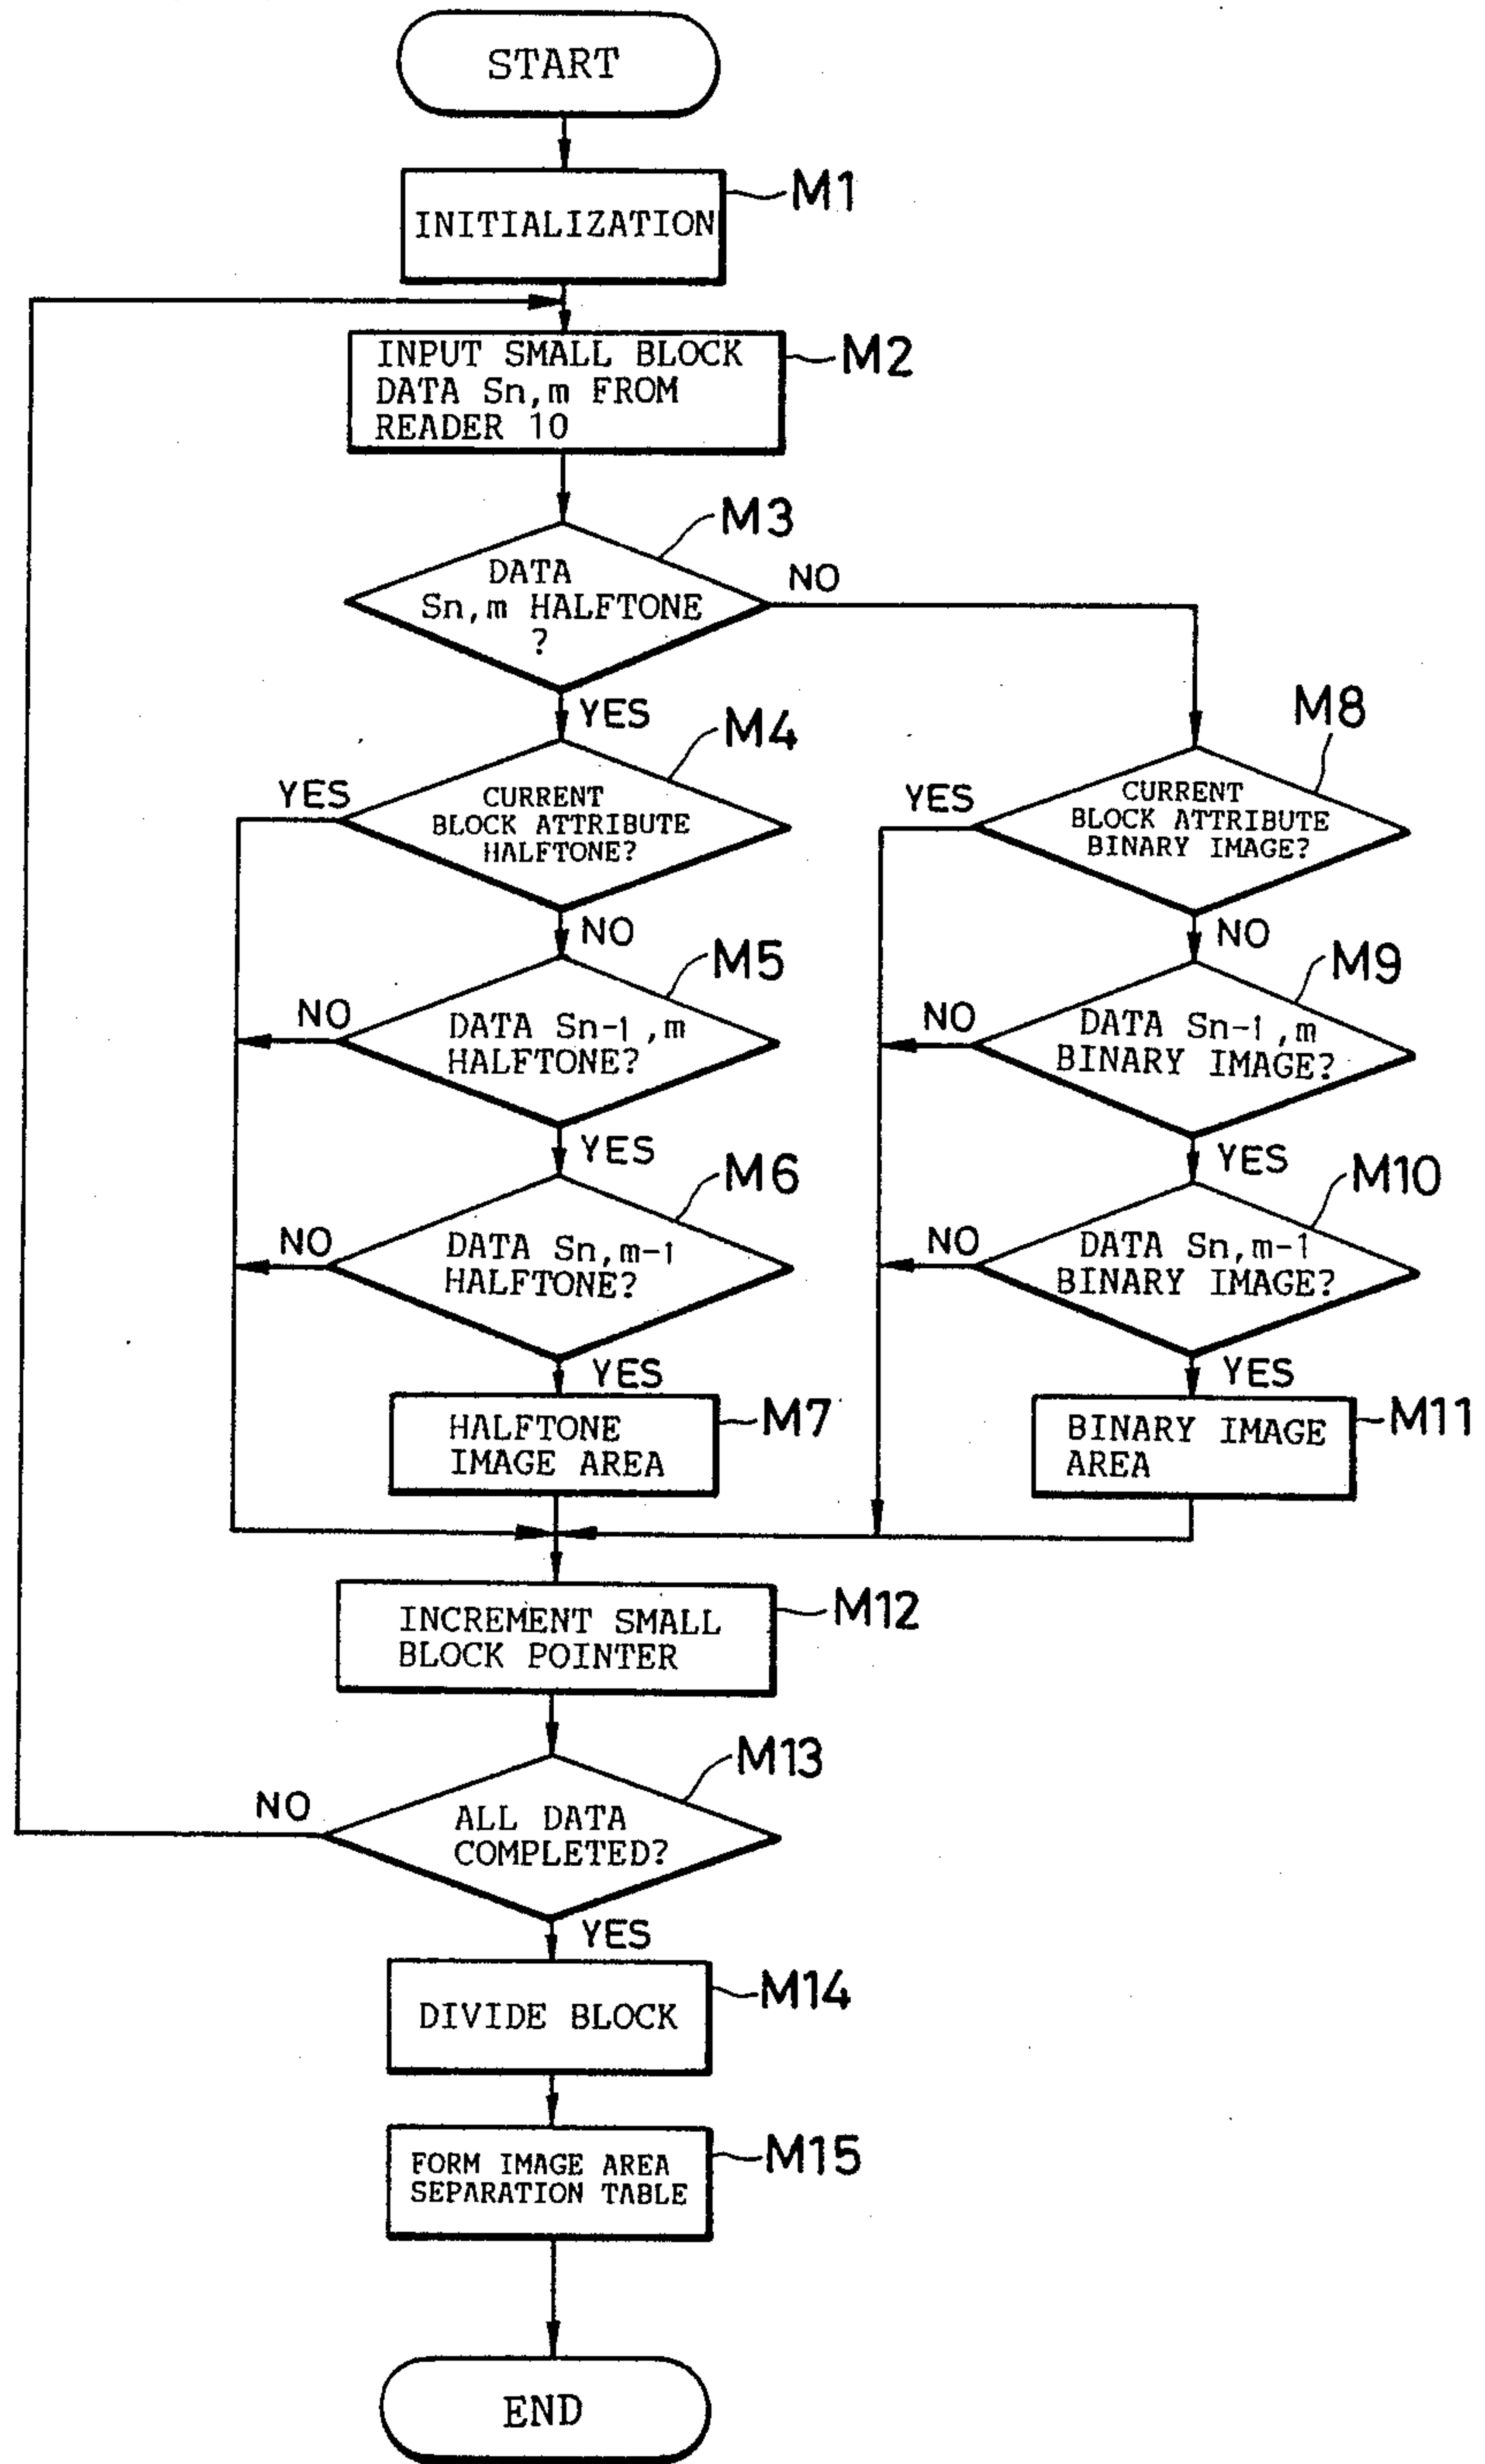 START
INITIALIZATION
M1
INPUT SMALL BLOCK
DATA Sn,m FROM
READER 10
M2
M3
DATA
Sn,m HALFTONE
?
NO
YES
M4
YES
CURRENT
BLOCK ATTRIBUTE
HALFTONE?
NO
M5
NO
DATA Sn-1,m
HALFTONE?
YES
M6
NO
DATA Sn,m-1
HALFTONE?
YES
HALFTONE
IMAGE AREA
M7
M8
YES
CURRENT
BLOCK ATTRIBUTE
BINARY IMAGE?
NO
M9
NO
DATA Sn-1,m
BINARY IMAGE?
YES
M10
NO
DATA Sn,m-1
BINARY IMAGE?
YES
BINARY IMAGE
AREA
M11
INCREMENT SMALL
BLOCK POINTER
M12
M13
NO
ALL DATA
COMPLETED?
YES
DIVIDE BLOCK
M14
FORM IMAGE AREA
SEPARATION TABLE
M15
END